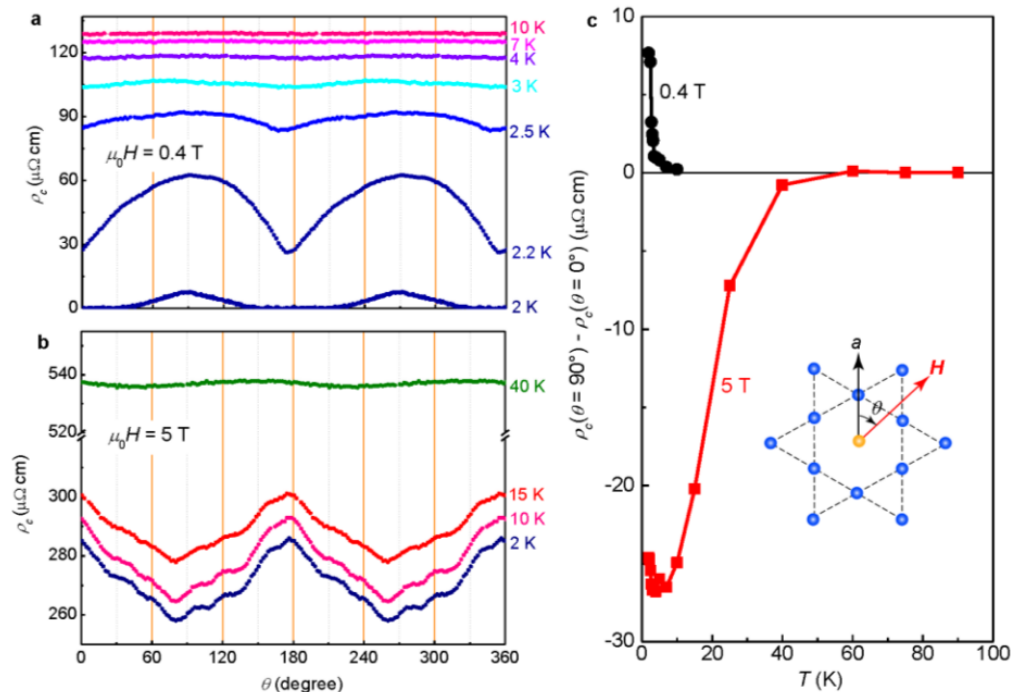 a
10 K
7 K
4 K
3 K
2.5 K
2.2 K
2 K
μ₀H = 0.4 T
ρc (μΩ cm)
120
90
60
30
0
b
40 K
μ₀H = 5 T
15 K
10 K
2 K
ρc (μΩ cm)
540
520
300
280
260
0 60 120 180 240 300 360
θ (degree)
c
0.4 T
5 T
ρc(θ = 90°) - ρc(θ = 0°) (μΩ cm)
10
0
-10
-20
-30
a
H
θ
0 20 40 60 80 100
T (K)